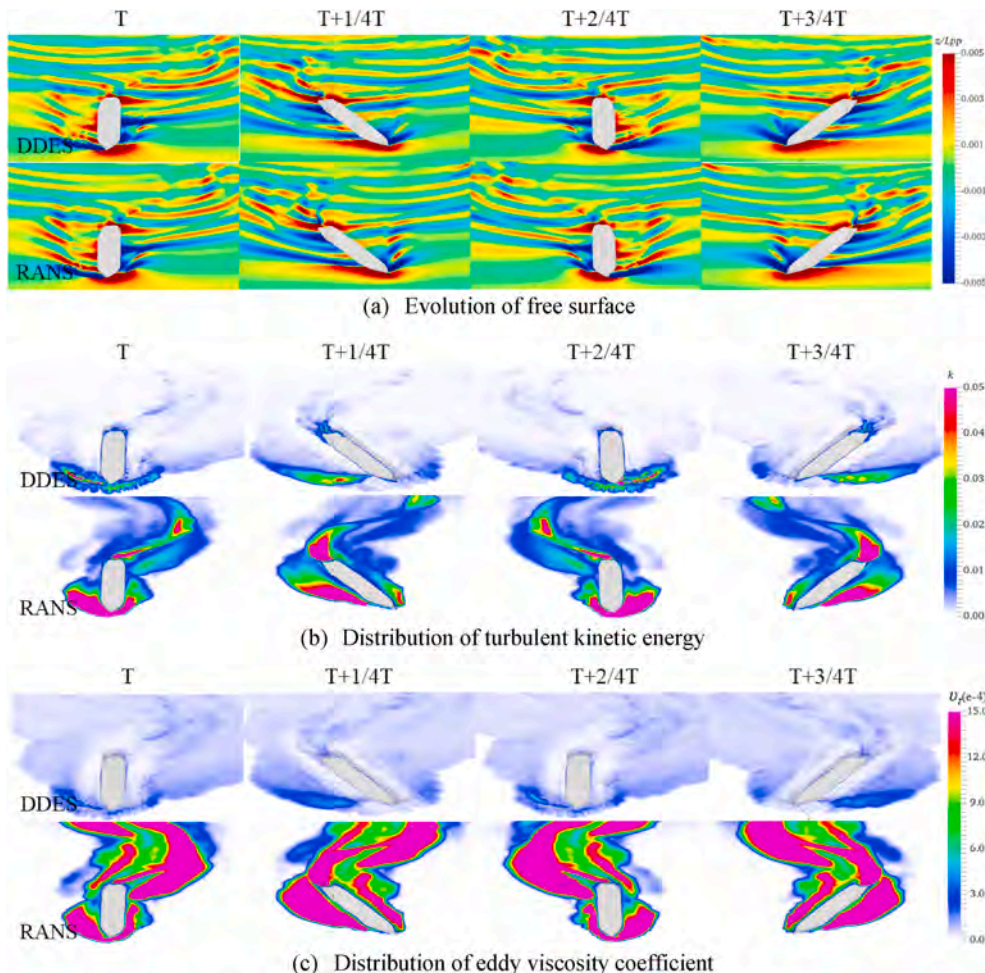 T T+1/4T T+2/4T T+3/4T
z/Lpp
0.005
0.003
0.001
-0.001
-0.003
-0.005
DDES
RANS
(a) Evolution of free surface
T T+1/4T T+2/4T T+3/4T
k
0.05
0.04
0.03
0.02
0.01
0.00
DDES
RANS
(b) Distribution of turbulent kinetic energy
T T+1/4T T+2/4T T+3/4T
(e-4)
15.0
12.0
9.0
6.0
3.0
0.0
DDES
RANS
(c) Distribution of eddy viscosity coefficient